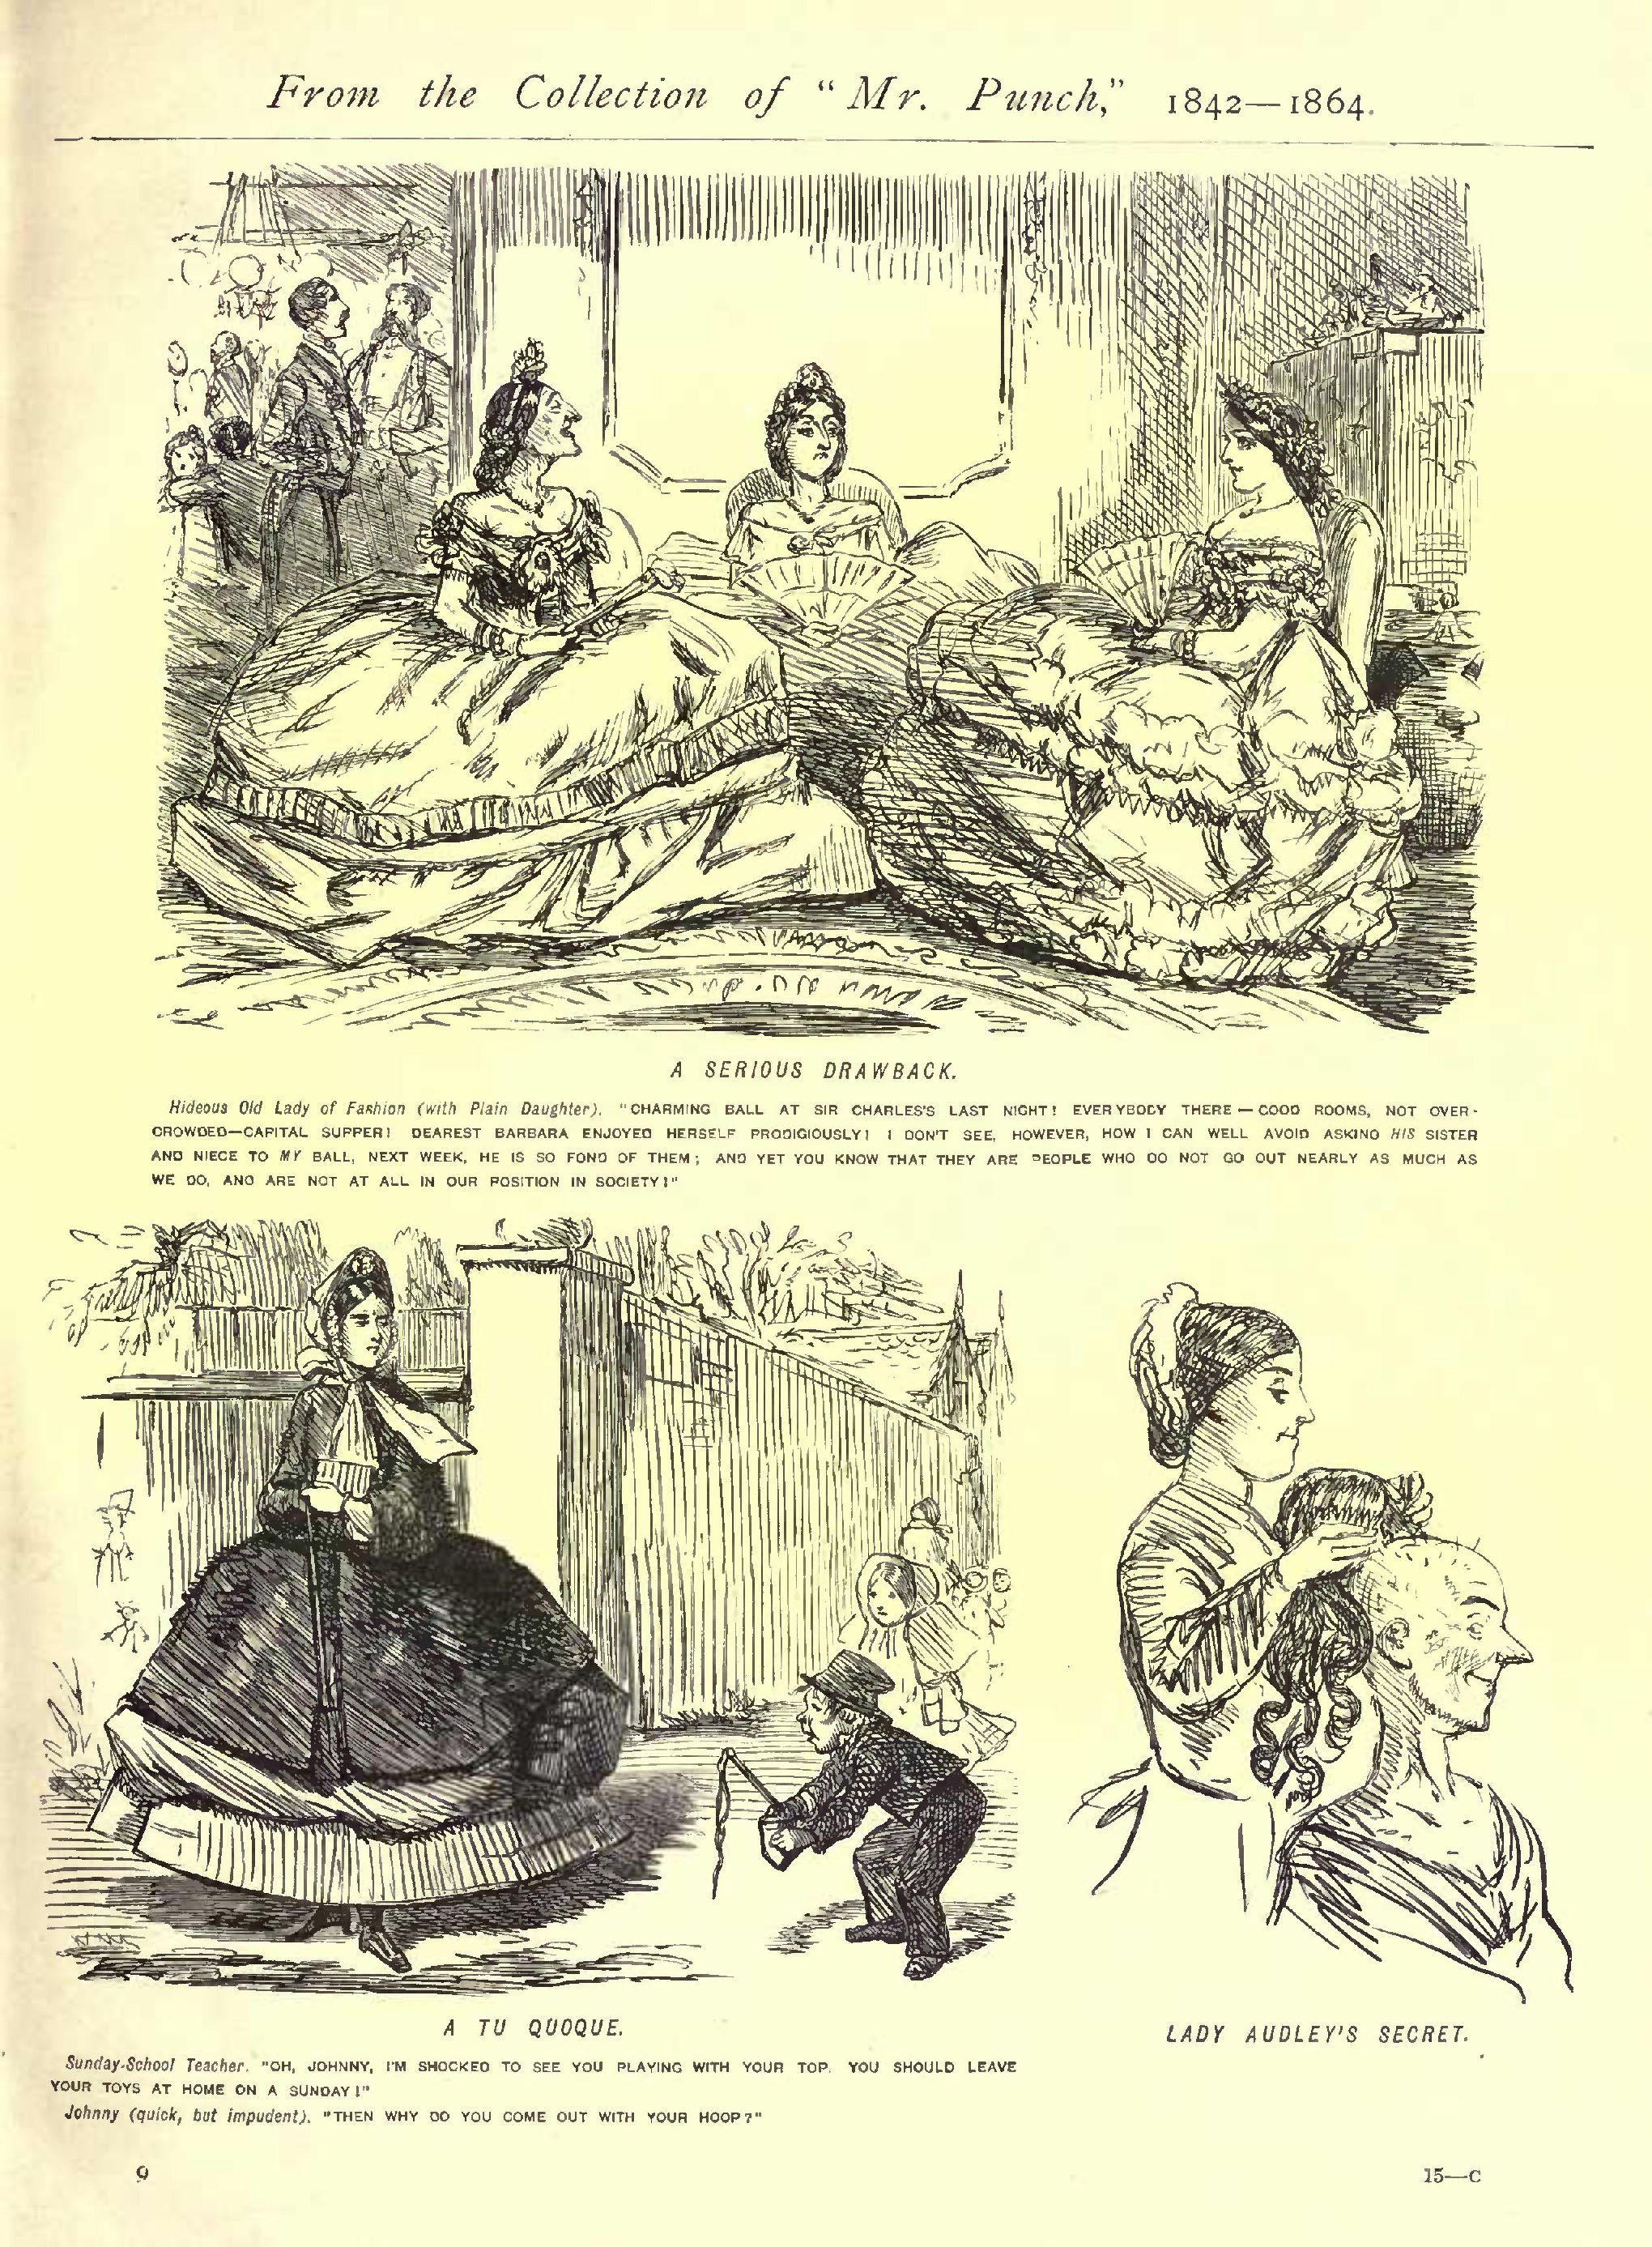 From the Collection of “Mr. Punch,” 1842—1864.
A SERIOUS DRAWBACK.
Hideous Old Lady of Fashion (with Plain Daughter). "CHARMING BALL AT SIR CHARLES'S LAST NIGHT! EVERYBODY THERE — GOOD ROOMS, NOT OVER-
CROWDED—CAPITAL SUPPER! DEAREST BARBARA ENJOYED HERSELF PRODIGIOUSLY! I DON'T SEE, HOWEVER, HOW I CAN WELL AVOID ASKING HIS SISTER
AND NIECE TO MY BALL, NEXT WEEK, HE IS SO FOND OF THEM; AND YET YOU KNOW THAT THEY ARE PEOPLE WHO DO NOT GO OUT NEARLY AS MUCH AS
WE DO, AND ARE NOT AT ALL IN OUR POSITION IN SOCIETY!"
A TU QUOQUE.
Sunday-School Teacher. "OH, JOHNNY, I'M SHOCKED TO SEE YOU PLAYING WITH YOUR TOP. YOU SHOULD LEAVE
YOUR TOYS AT HOME ON A SUNDAY!"
Johnny (quick, but impudent). "THEN WHY DO YOU COME OUT WITH YOUR HOOP?"
LADY AUDLEY'S SECRET.
9
15—C